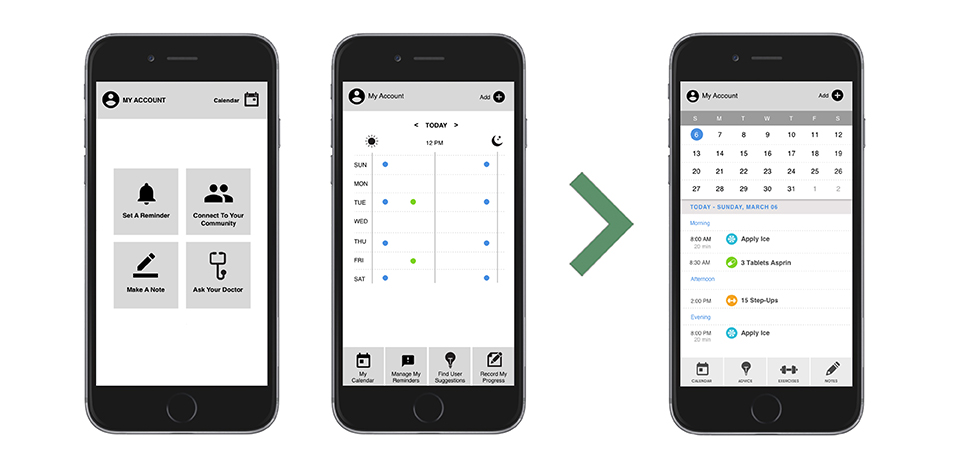 MY ACCOUNT Calendar
Set A Reminder
Connect To Your
Community
Make A Note
Ask Your Doctor
My Account Add
< TODAY >
12 PM
SUN
MON
TUE
WED
THU
FRI
SAT
My
Calendar
Manage My
Reminders
Find User
Suggestions
Record My
Progress
My Account Add
S M T W T F S
6 7 8 9 10 11 12
13 14 15 16 17 18 19
20 21 22 23 24 25 26
27 28 29 30 31 1 2
TODAY - SUNDAY, MARCH 06
Morning
8:00 AM Apply Ice
20 min
8:30 AM 3 Tablets Asprin
Afternoon
2:00 PM 15 Step-Ups
Evening
8:00 PM Apply Ice
20 min
CALENDAR ADVICE EXERCISES NOTES